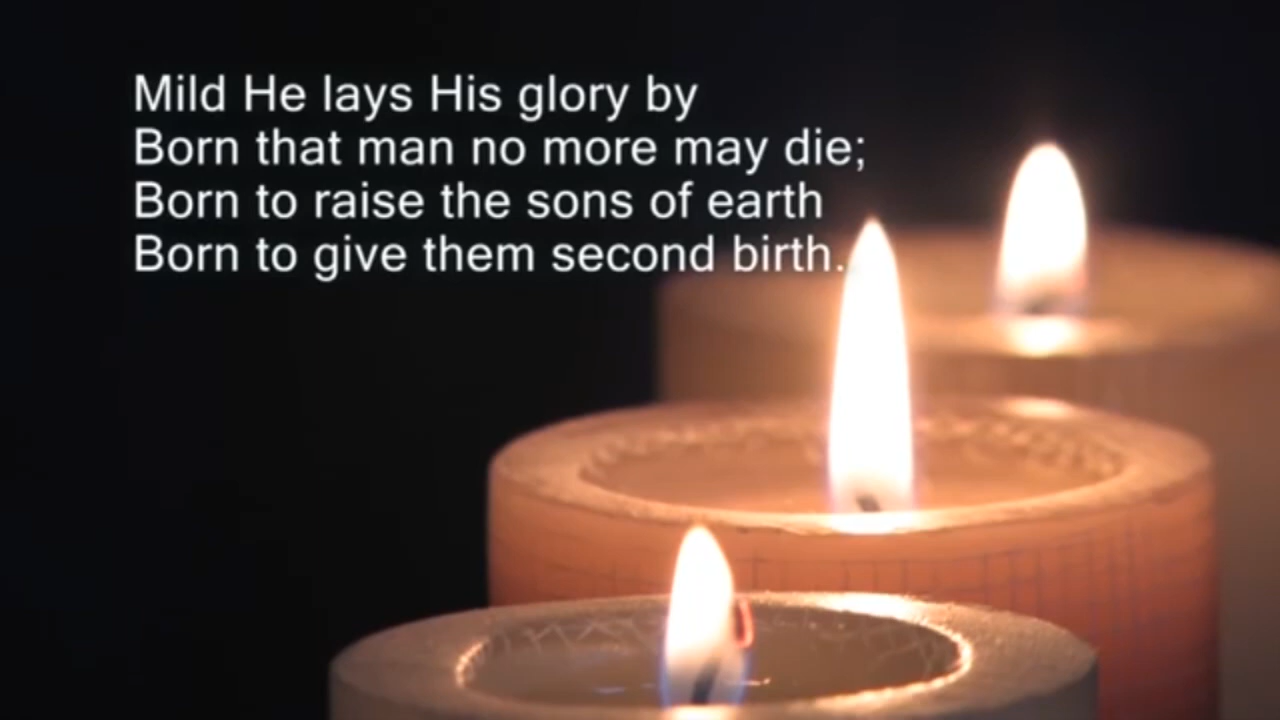 Mild He lays His glory by
Born that man no more may die;
Born to raise the sons of earth
Born to give them second birth.